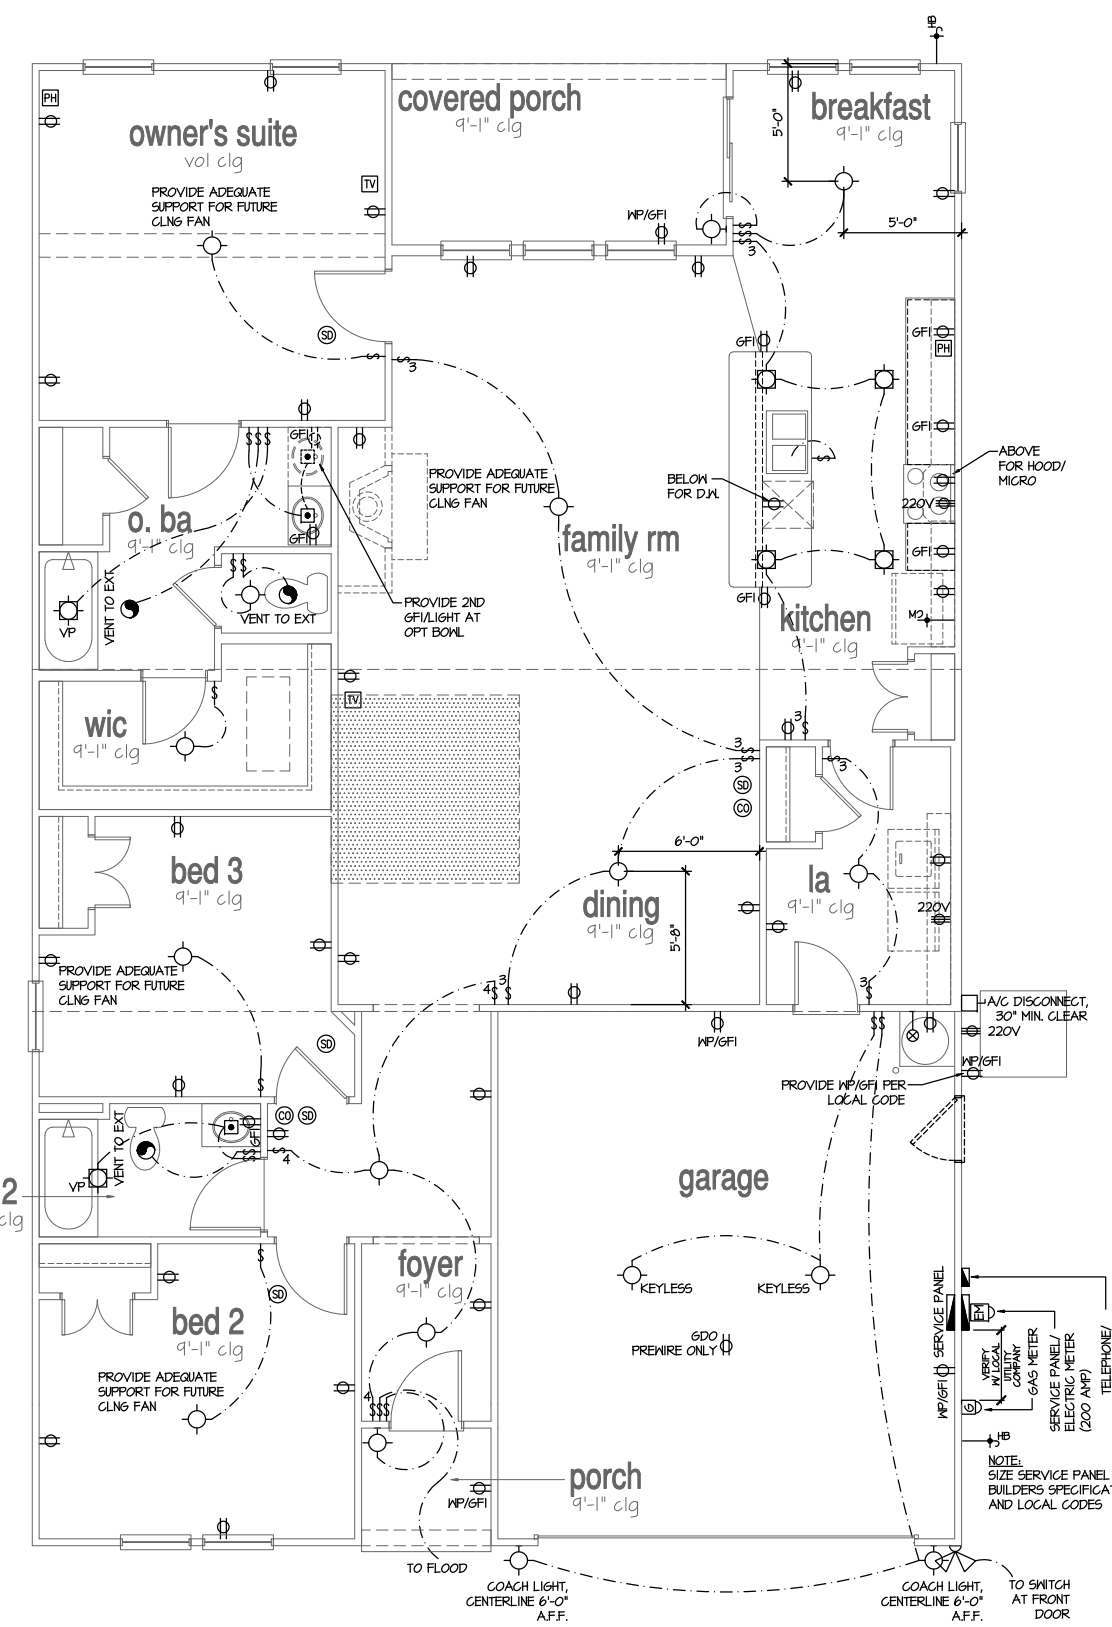 HB
covered porch
9'-1" clg
breakfast
9'-1" clg
5'-0"
PH
owner's suite
vol clg
TV
PROVIDE ADEQUATE
SUPPORT FOR FUTURE
CLNG FAN
WP/GFI
$
$
$
3
5'-0"
SD
$
$
3
GFI
GFI
PH
GFI
$
ABOVE
FOR HOOD/
MICRO
$$$
GFI
PROVIDE ADEQUATE
SUPPORT FOR FUTURE
CLNG FAN
BELOW
FOR D.W.
220V
o. ba
9'-1" clg
GFI
family rm
9'-1" clg
GFI
$$
VENT TO EXT
VP
VENT TO EXT
PROVIDE 2ND
GFI/LIGHT AT
OPT BOWL
GFI
kitchen
9'-1" clg
$
wic
9'-1" clg
TV
3
$
3
$
3
$
$
3
SD
CO
6'-0"
bed 3
9'-1" clg
dining
9'-1" clg
la
9'-1" clg
220V
5'-8"
PROVIDE ADEQUATE
SUPPORT FOR FUTURE
CLNG FAN
4
3
$$
3
$
A/C DISCONNECT,
30" MIN. CLEAR
220V
SD
WP/GFI
$$
WP/GFI
PROVIDE WP/GFI PER
LOCAL CODE
$
CO
SD
VENT TO EXT
GFI
$$
$
4
VP
2
clg
garage
foyer
9'-1" clg
$
SD
KEYLESS
KEYLESS
bed 2
9'-1" clg
GDO
PREWIRE ONLY
SERVICE PANEL
EM
VERIFY
W/ LOCAL
UTILITY
COMPANY
GAS METER
SERVICE PANEL/
ELECTRIC METER
(200 AMP)
TELEPHONE/
PROVIDE ADEQUATE
SUPPORT FOR FUTURE
CLNG FAN
4
$$$
WP/GFI
G
HB
NOTE:
SIZE SERVICE PANEL
BUILDERS SPECIFICA
AND LOCAL CODES
porch
9'-1" clg
WP/GFI
TO FLOOD
COACH LIGHT,
CENTERLINE 6'-0"
A.F.F.
COACH LIGHT,
CENTERLINE 6'-0"
A.F.F.
TO SWITCH
AT FRONT
DOOR